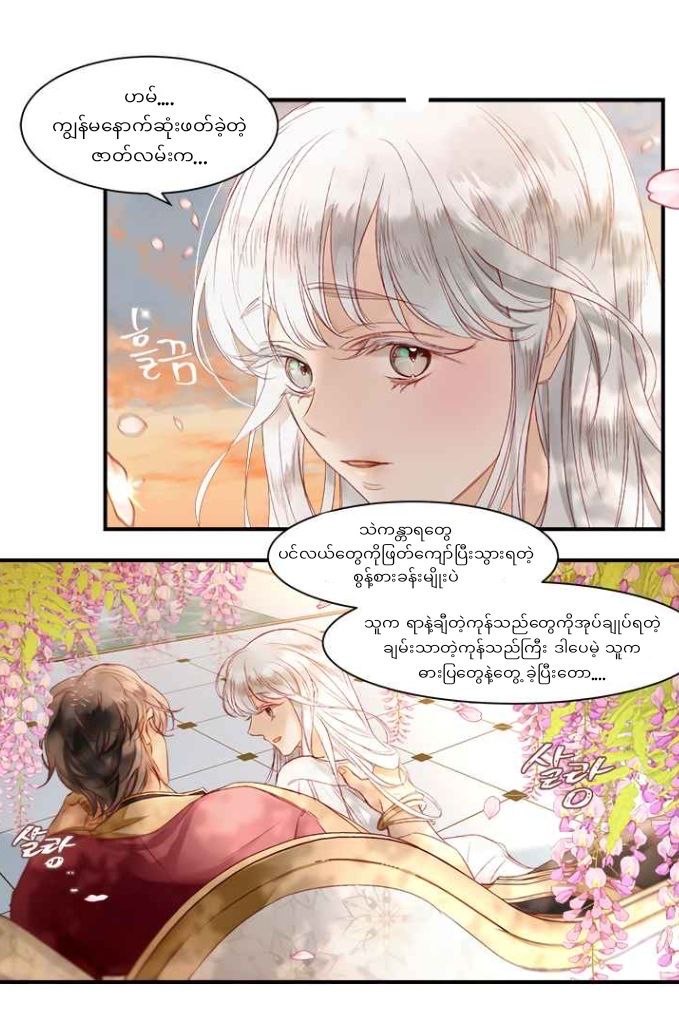 ဟမ်....
ကျွန်မနောက်ဆုံးဖတ်ခဲ့တဲ့
ဇာတ်လမ်းက...
흘끔
သဲကန္တာရတွေ
ပင်လယ်တွေကိုဖြတ်ကျော်ပြီးသွားရတဲ့
စွန့်စားခန်းမျိုးပဲ
သူက ရာနဲ့ချီတဲ့ကုန်သည်တွေကိုအုပ်ချုပ်ရတဲ့
ချမ်းသာတဲ့ကုန်သည်ကြီး ဒါပေမဲ့ သူက
ဓားပြတွေနဲ့တွေ့ ခဲ့ပြီးတော....
살랑
살랑